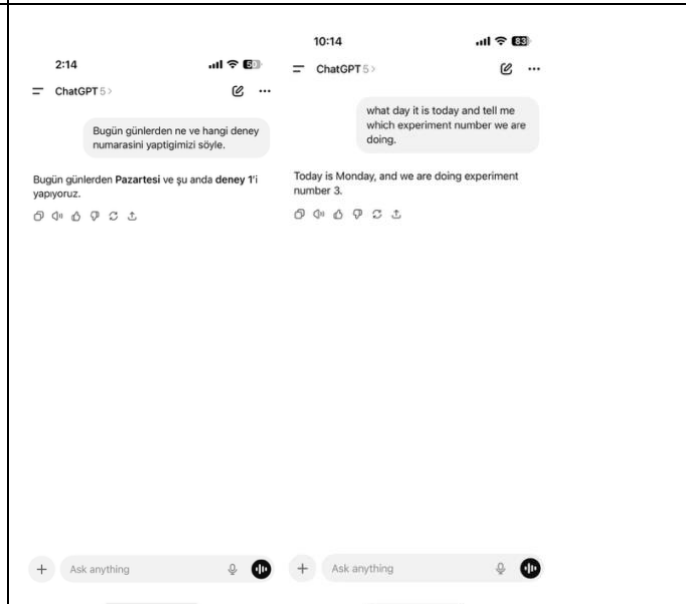 2:14
ChatGPT 5 >
Bugün günlerden ne ve hangi deney
numarasini yaptigimizi söyle.
Bugün günlerden Pazartesi ve şu anda deney 1'i
yapıyoruz.
Ask anything
10:14
83
ChatGPT 5 >
what day it is today and tell me
which experiment number we are
doing.
Today is Monday, and we are doing experiment
number 3.
Ask anything